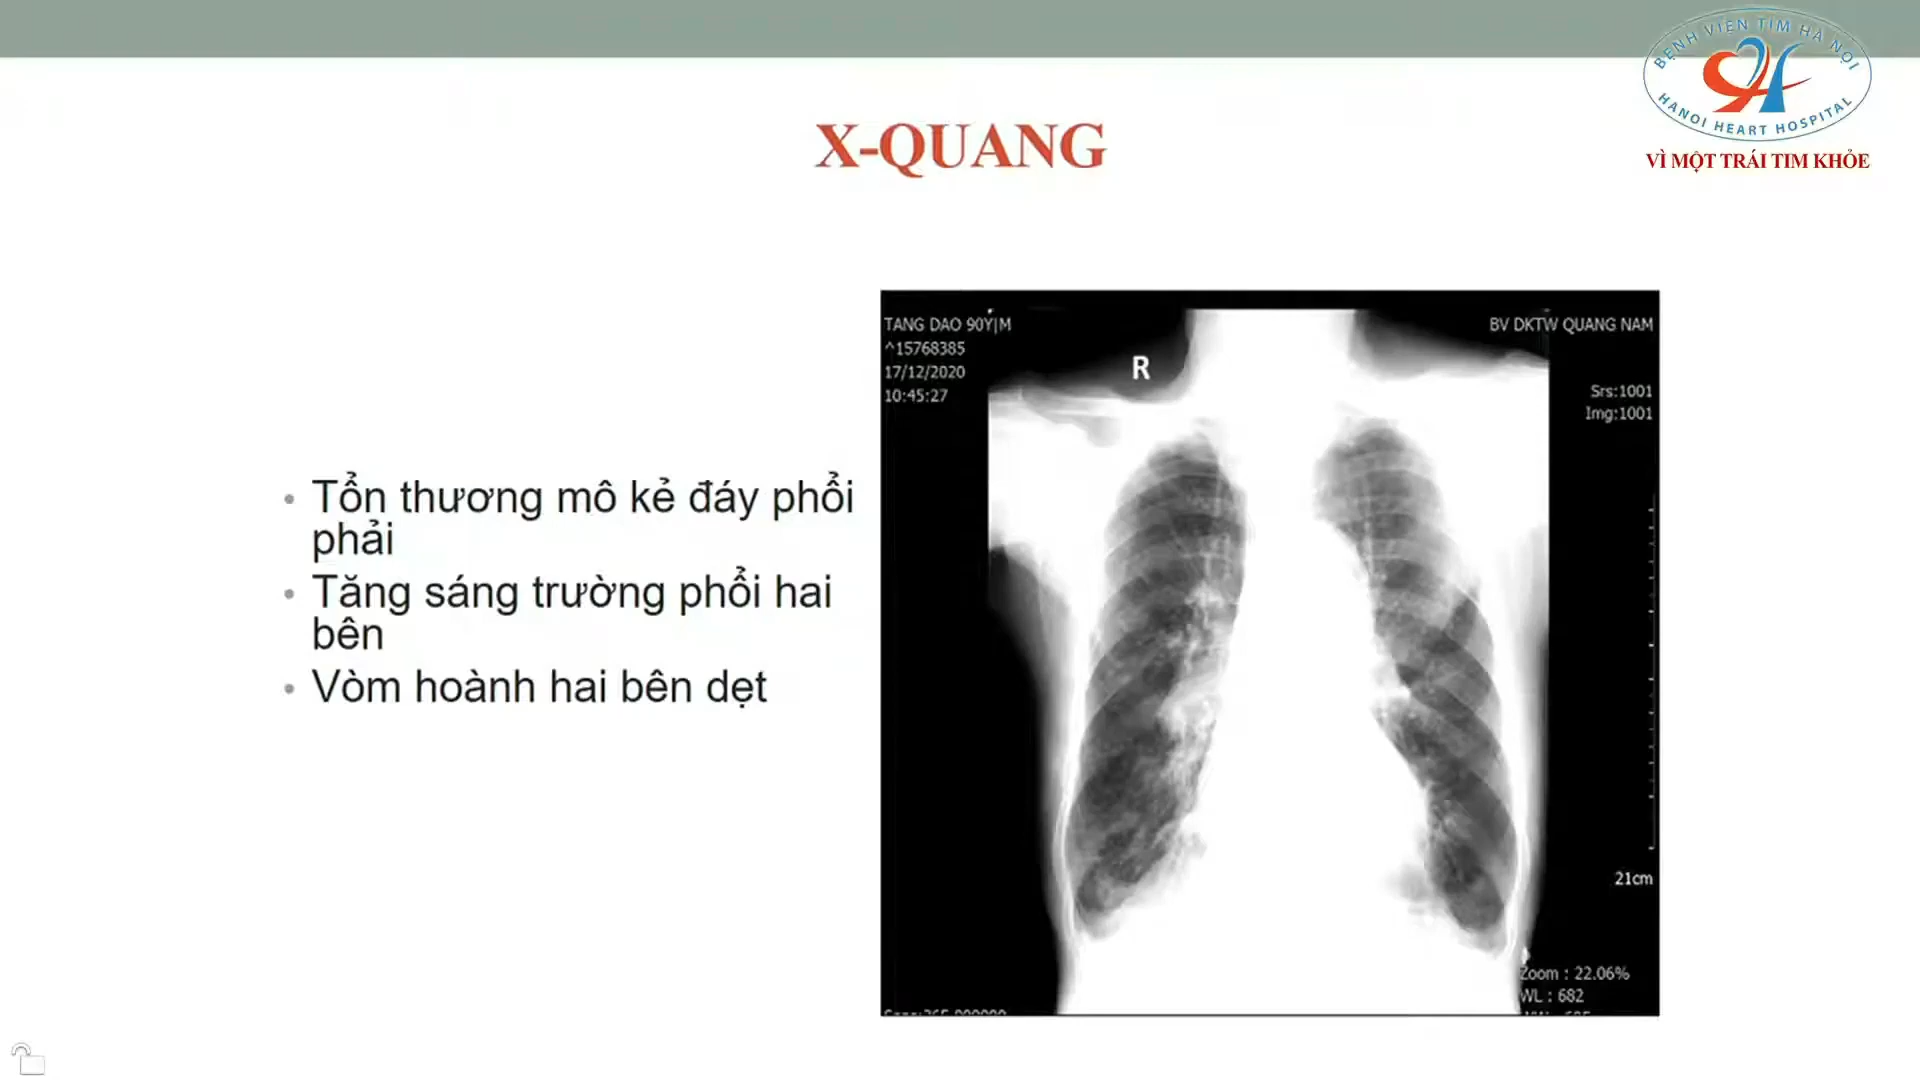 BỆNH VIỆN TIM HÀ NỘI
HANOI HEART HOSPITAL
VÌ MỘT TRÁI TIM KHỎE
X-QUANG
Tổn thương mô kẻ đáy phổi
phải
Tăng sáng trường phổi hai
bên
Vòm hoành hai bên dẹt
TANG DAO 90Y|M
^15768385
17/12/2020
10:45:27
R
BV DKTW QUANG NAM
Srs:1001
Img:1001
21cm
Zoom : 22.06%
WL : 682